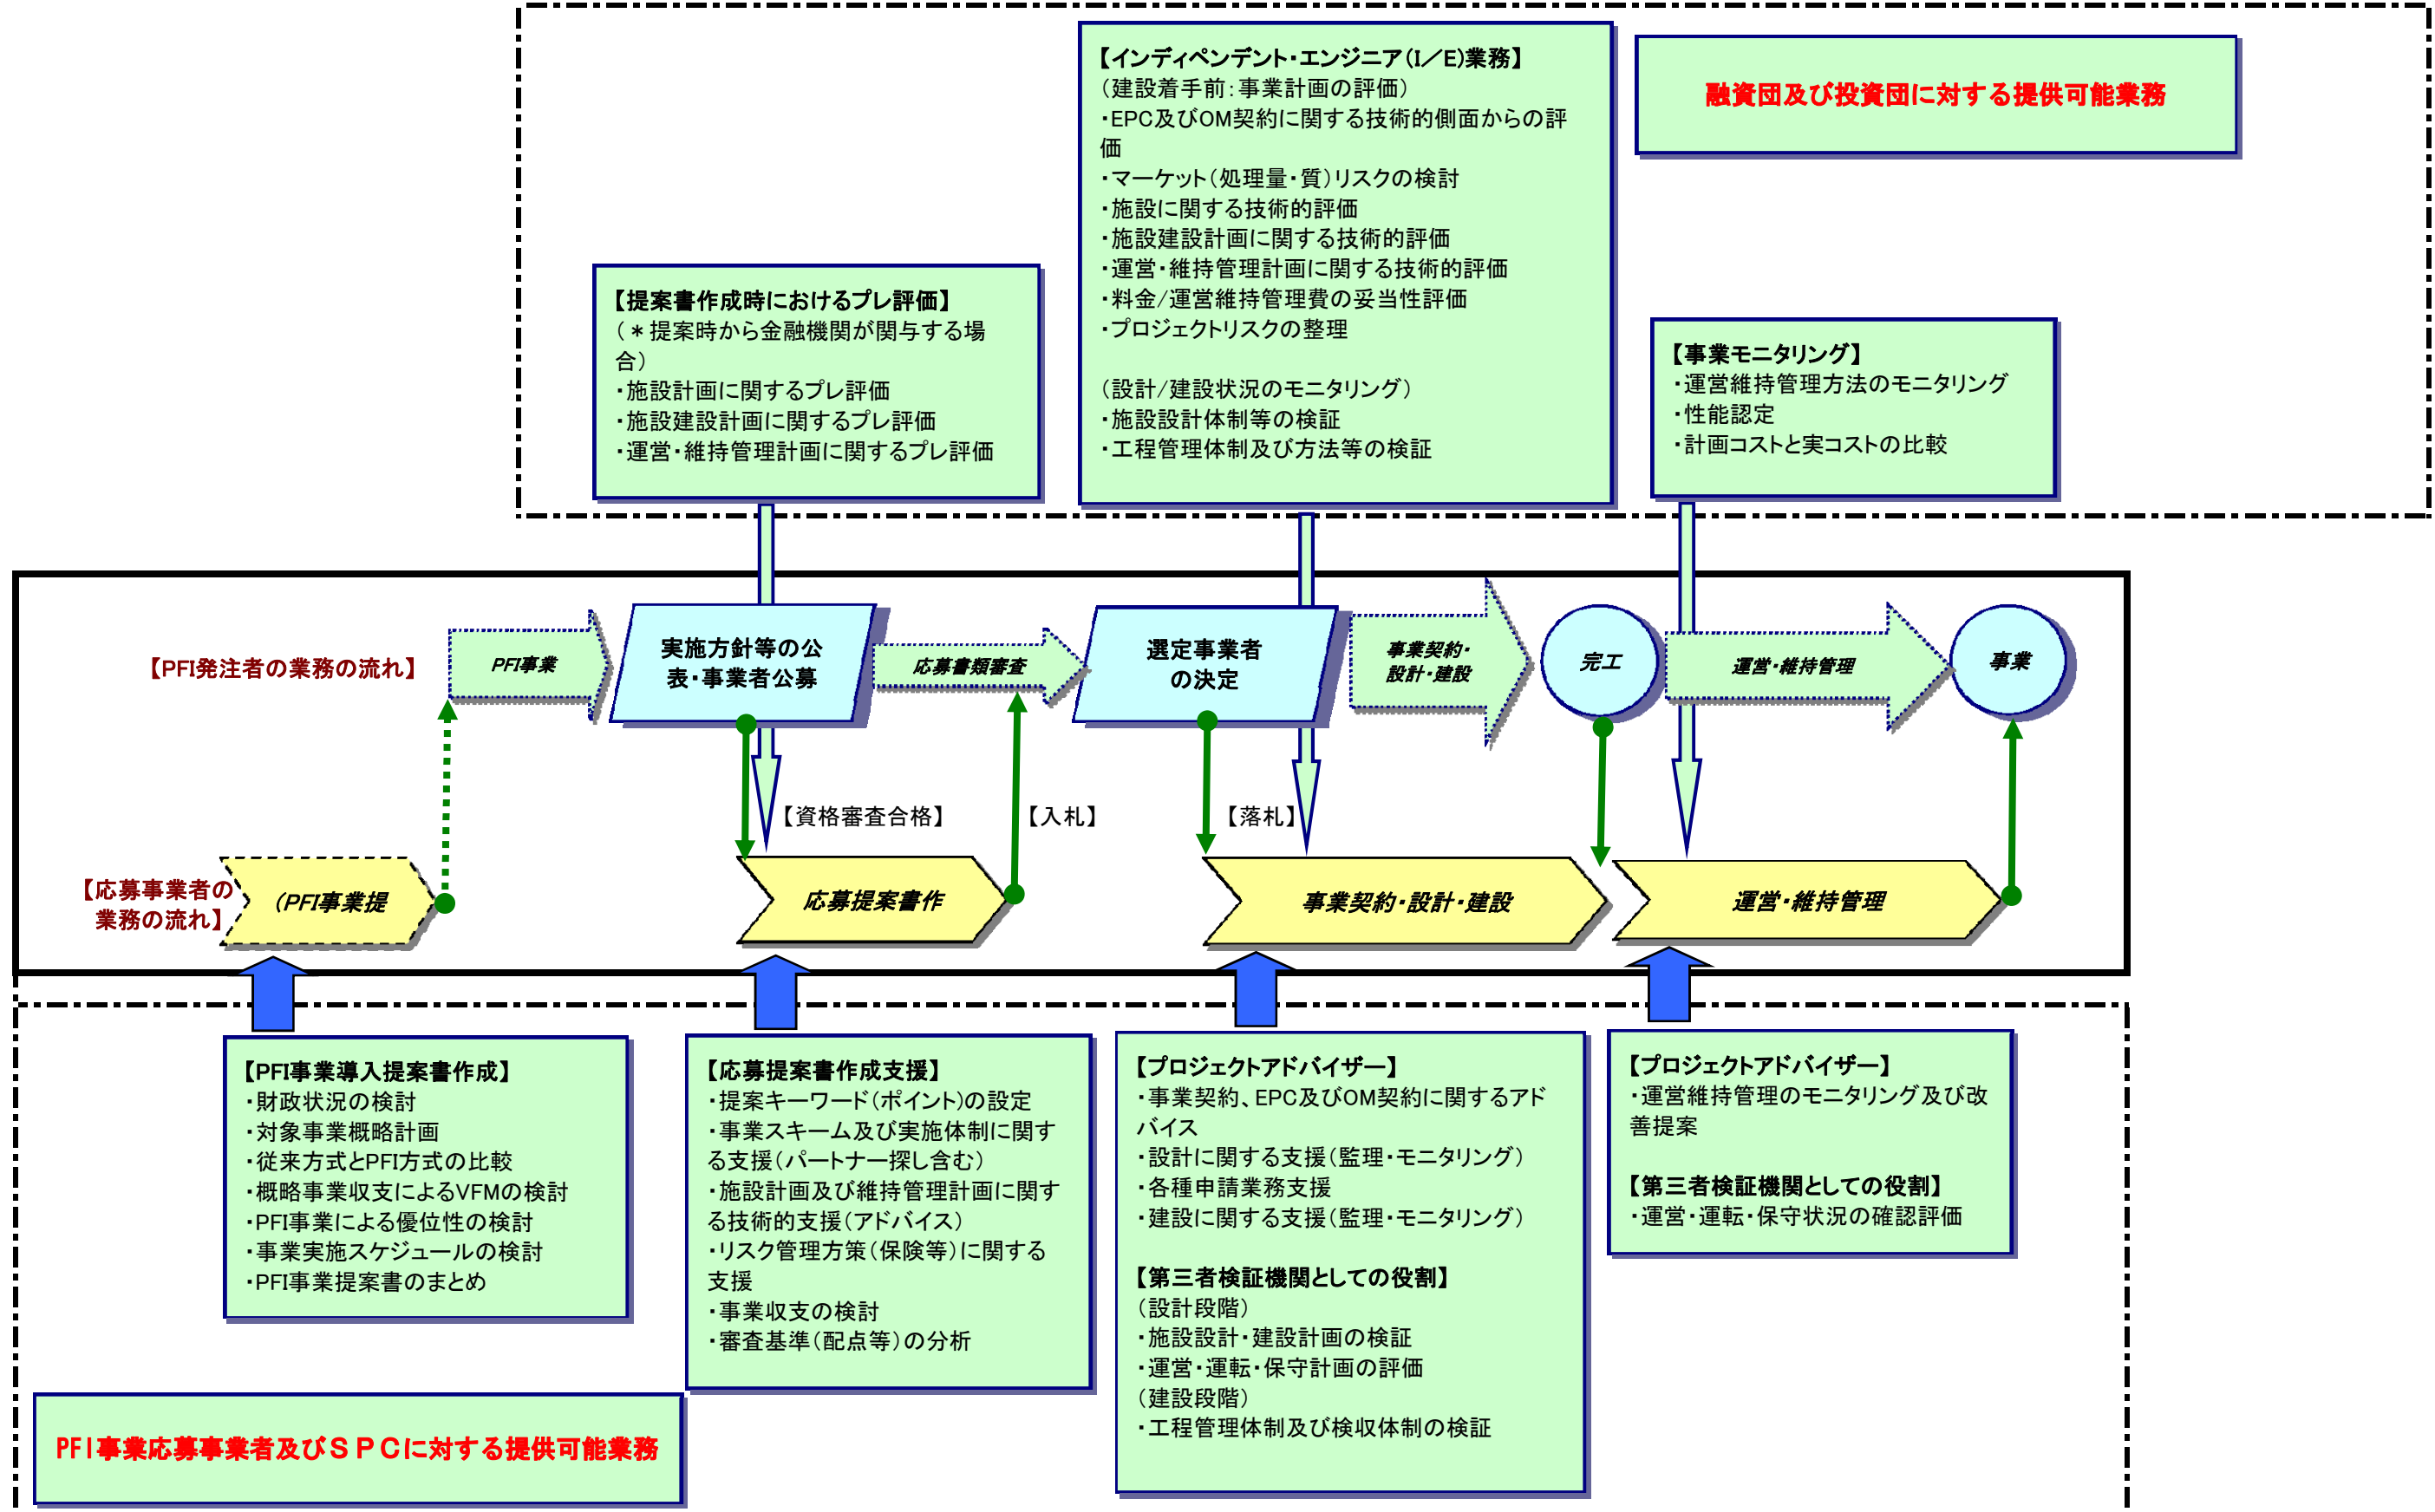 【インディペンデント・エンジニア(I／E)業務】
（建設着手前：事業計画の評価）
・EPC及びOM契約に関する技術的側面からの評
価
・マーケット（処理量・質）リスクの検討
・施設に関する技術的評価
・施設建設計画に関する技術的評価
・運営・維持管理計画に関する技術的評価
・料金/運営維持管理費の妥当性評価
・プロジェクトリスクの整理
（設計/建設状況のモニタリング）
・施設設計体制等の検証
・工程管理体制及び方法等の検証
融資団及び投資団に対する提供可能業務
【提案書作成時におけるプレ評価】
（＊提案時から金融機関が関与する場
合）
・施設計画に関するプレ評価
・施設建設計画に関するプレ評価
・運営・維持管理計画に関するプレ評価
【事業モニタリング】
・運営維持管理方法のモニタリング
・性能認定
・計画コストと実コストの比較
【PFI発注者の業務の流れ】
PFI事業
実施方針等の公
表・事業者公募
応募書類審査
選定事業者
の決定
事業契約・
設計・建設
完工
運営・維持管理
事業
【資格審査合格】
【入札】
【落札】
【応募事業者の
業務の流れ】
（PFI事業提
応募提案書作
事業契約・設計・建設
運営・維持管理
【PFI事業導入提案書作成】
・財政状況の検討
・対象事業概略計画
・従来方式とPFI方式の比較
・概略事業収支によるVFMの検討
・PFI事業による優位性の検討
・事業実施スケジュールの検討
・PFI事業提案書のまとめ
【応募提案書作成支援】
・提案キーワード（ポイント）の設定
・事業スキーム及び実施体制に関す
る支援（パートナー探し含む）
・施設計画及び維持管理計画に関す
る技術的支援（アドバイス）
・リスク管理方策（保険等）に関する
支援
・事業収支の検討
・審査基準（配点等）の分析
【プロジェクトアドバイザー】
・事業契約、EPC及びOM契約に関するアド
バイス
・設計に関する支援（監理・モニタリング）
・各種申請業務支援
・建設に関する支援（監理・モニタリング）
【第三者検証機関としての役割】
（設計段階）
・施設設計・建設計画の検証
・運営・運転・保守計画の評価
（建設段階）
・工程管理体制及び検収体制の検証
【プロジェクトアドバイザー】
・運営維持管理のモニタリング及び改
善提案
【第三者検証機関としての役割】
・運営・運転・保守状況の確認評価
PFI事業応募事業者及びＳＰＣに対する提供可能業務